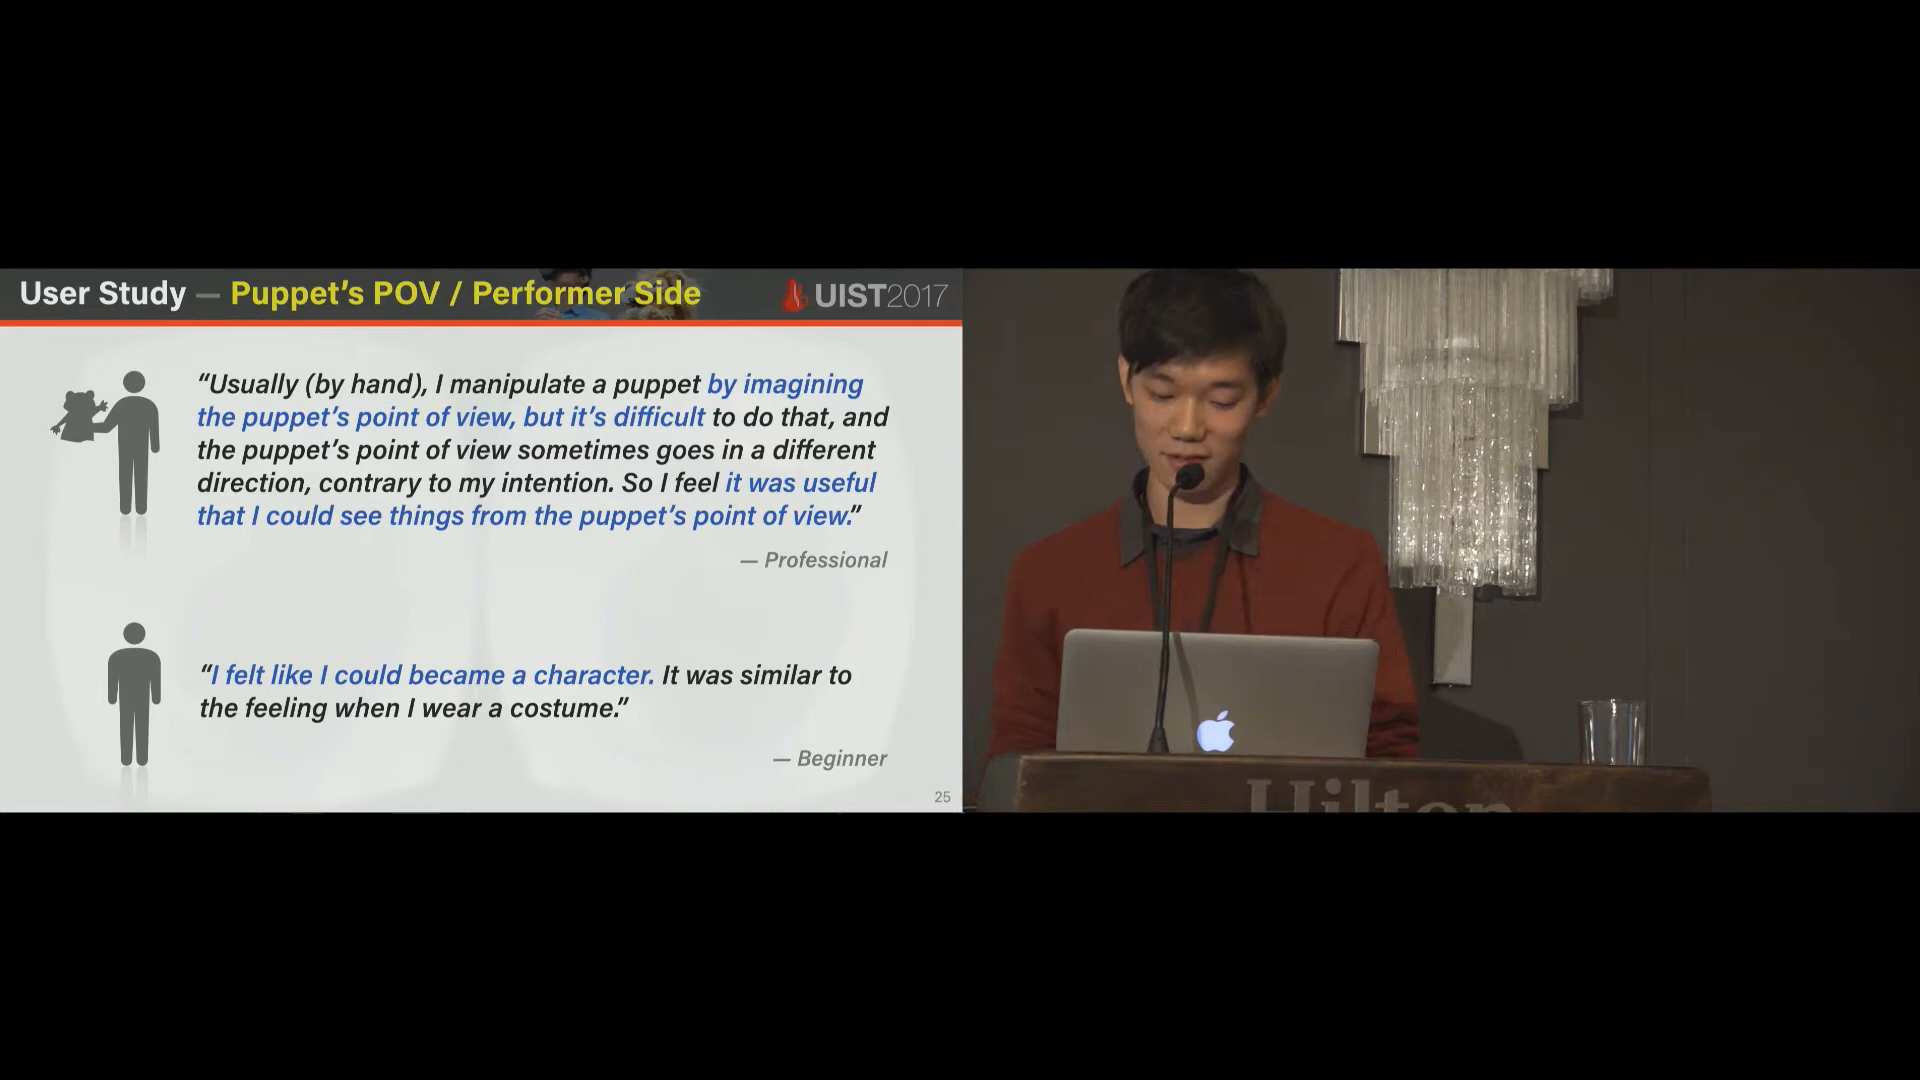 User Study — Puppet's POV / Performer Side
UIST2017
“Usually (by hand), I manipulate a puppet by imagining
the puppet’s point of view, but it’s difficult to do that, and
the puppet’s point of view sometimes goes in a different
direction, contrary to my intention. So I feel it was useful
that I could see things from the puppet’s point of view.”
— Professional
“I felt like I could became a character. It was similar to
the feeling when I wear a costume.”
— Beginner
25
Hilton